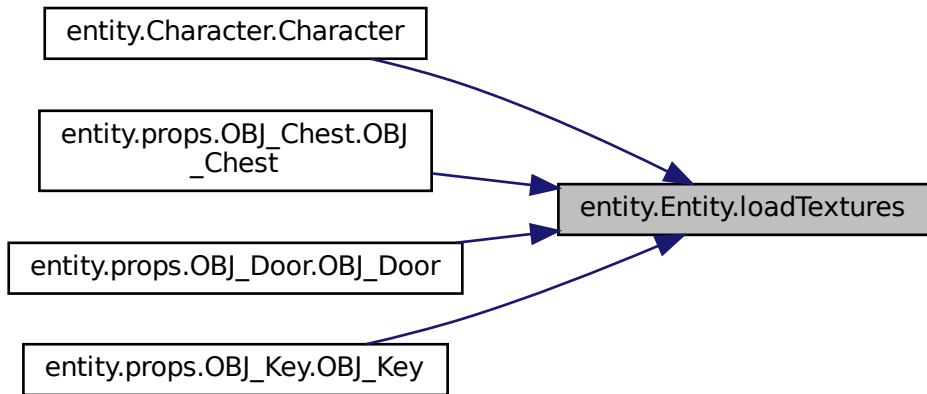 entity.Character.Character
entity.props.OBJ_Chest.OBJ
_Chest
entity.Entity.loadTextures
entity.props.OBJ_Door.OBJ_Door
entity.props.OBJ_Key.OBJ_Key